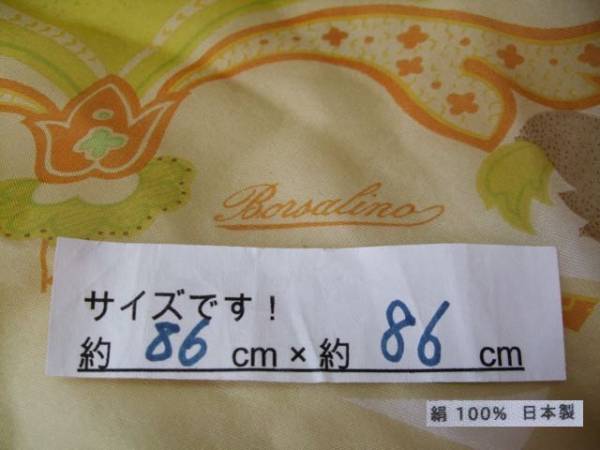 Borsalino
サイズです！
約 86 cm × 約 86 cm
絹 100% 日本製